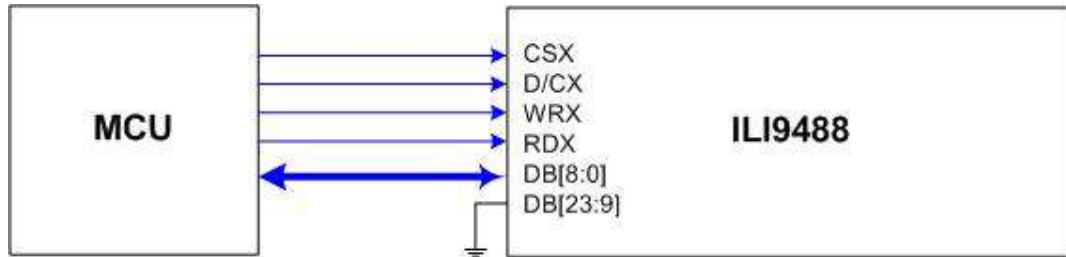 MCU
CSX
D/CX
WRX
RDX
DB[8:0]
DB[23:9]
ILI9488